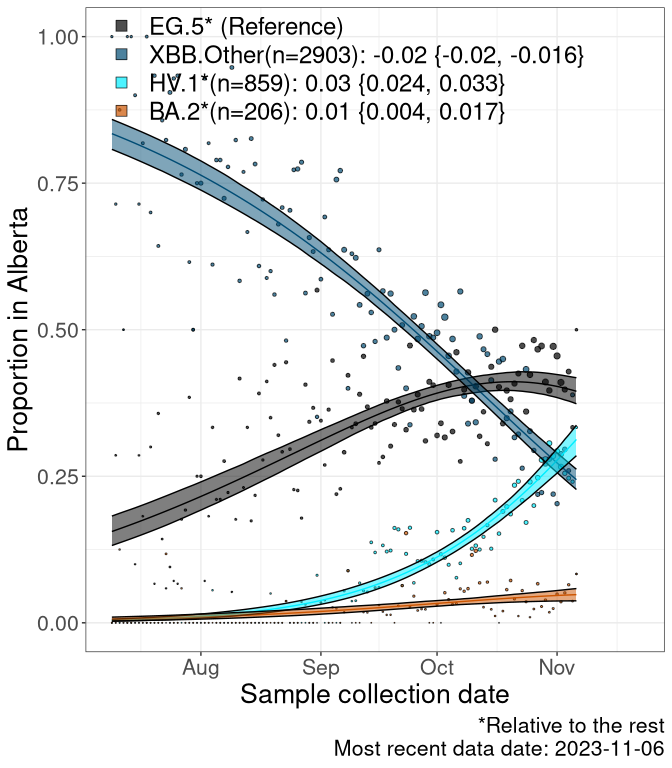 EG.5* (Reference)
XBB.Other(n=2903): -0.02 {-0.02, -0.016}
HV.1*(n=859): 0.03 {0.024, 0.033}
BA.2*(n=206): 0.01 {0.004, 0.017}
1.00
0.75
0.50
0.25
0.00
Proportion in Alberta
Aug Sep Oct Nov
Sample collection date
*Relative to the rest
Most recent data date: 2023-11-06